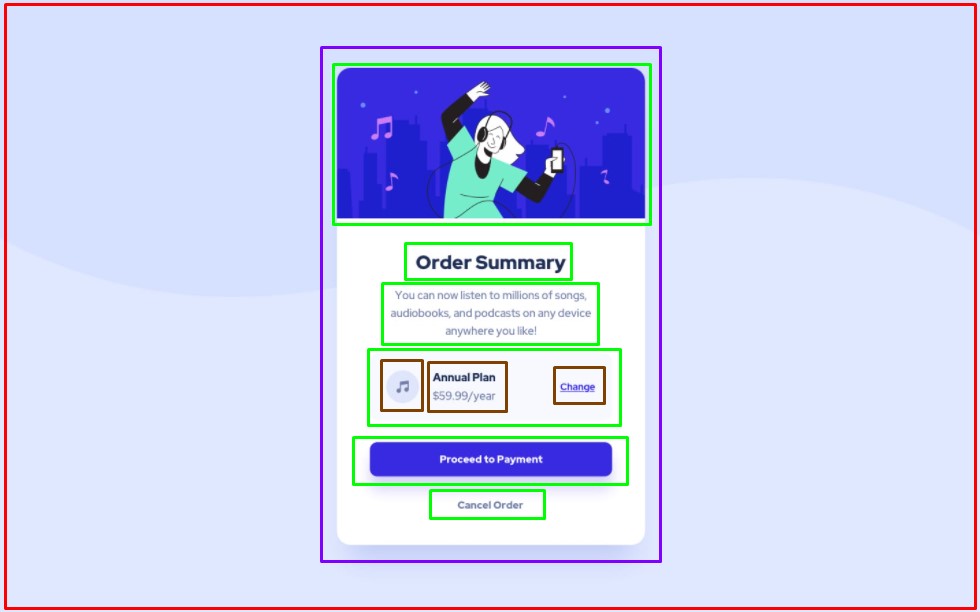 Order Summary
You can now listen to millions of songs,
audiobooks, and podcasts on any device
anywhere you like!
Annual Plan
$59.99/year
Change
Proceed to Payment
Cancel Order